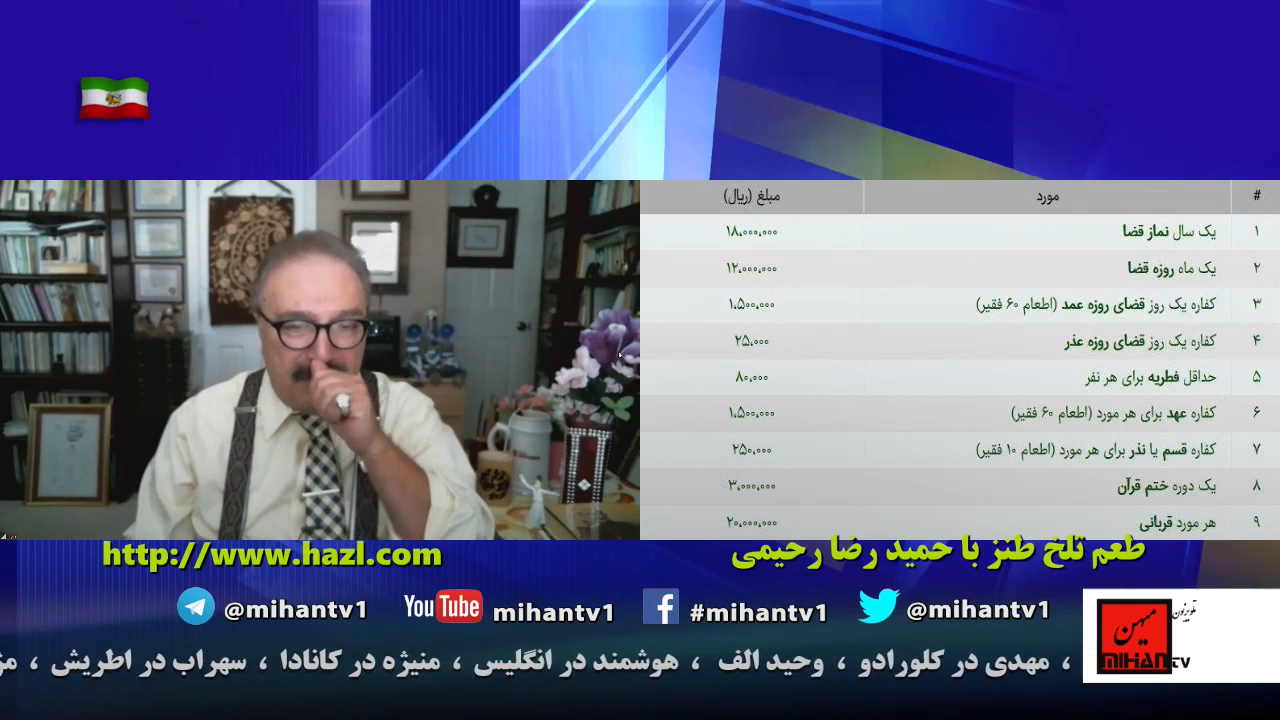 # مورد مبلغ (ریال)
۱ یک سال نماز قضا ۱۸،۰۰۰،۰۰۰
۲ یک ماه روزه قضا ۱۲،۰۰۰،۰۰۰
۳ کفاره یک روز قضای روزه عمد (اطعام ۶۰ فقیر) ۱،۵۰۰،۰۰۰
۴ کفاره یک روز قضای روزه عذر ۲۵،۰۰۰
۵ حداقل فطریه برای هر نفر ۸۰،۰۰۰
۶ کفاره عهد برای هر مورد (اطعام ۶۰ فقیر) ۱،۵۰۰،۰۰۰
۷ کفاره قسم یا نذر برای هر مورد (اطعام ۱۰ فقیر) ۲۵۰،۰۰۰
۸ یک دوره ختم قرآن ۳،۰۰۰،۰۰۰
۹ هر مورد قربانی ۲۰،۰۰۰،۰۰۰
طعم تلخ طنز با حمید رضا رحیمی
http://www.hazl.com
@mihantv1 YouTube mihantv1 #mihantv1 @mihantv1
تلویزیون
میهن
MIHAN TV
، مهدی در کلورادو ، وحید الف ، هوشمند در انگلیس ، منیژه در کانادا ، سهراب در اطریش ،